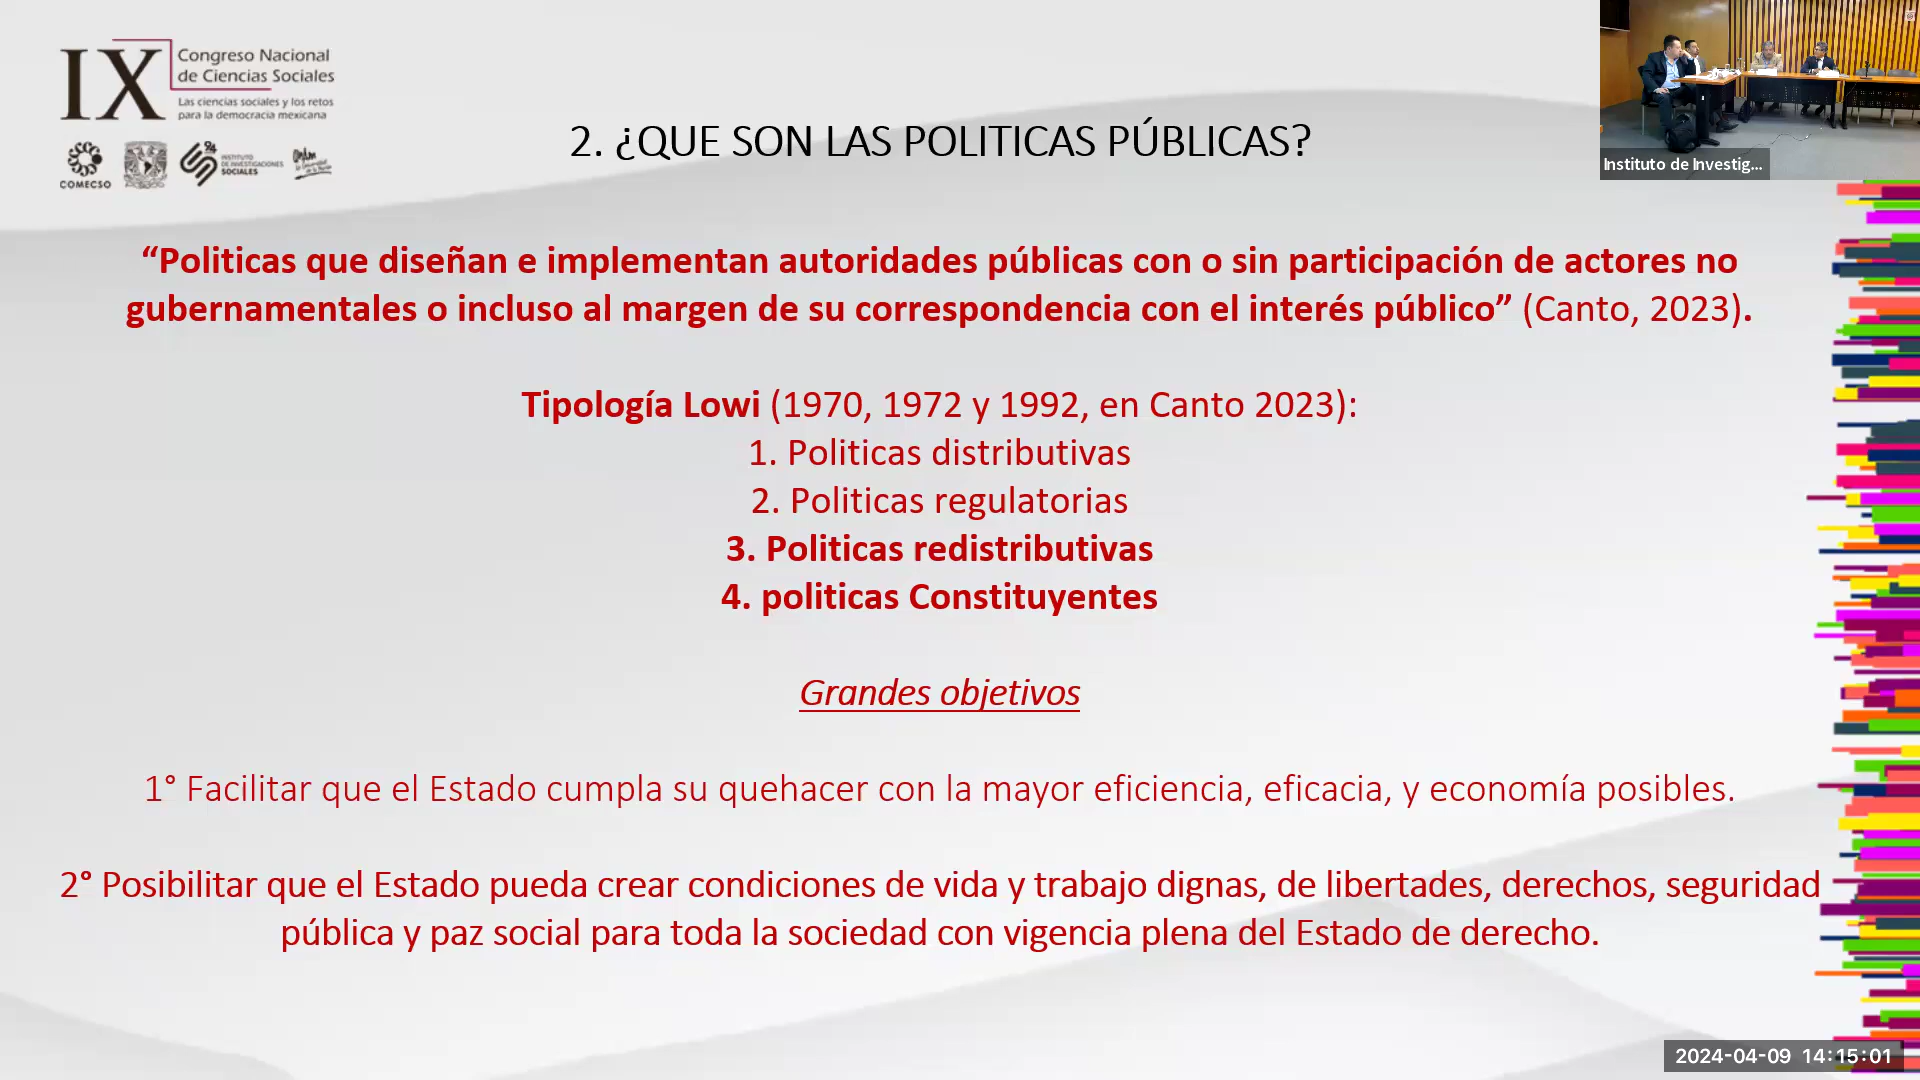 IX
Congreso Nacional
de Ciencias Sociales
Las ciencias sociales y los retos
para la democracia mexicana
COMECSO
INSTITUTO
DE INVESTIGACIONES
SOCIALES
2. ¿QUE SON LAS POLITICAS PÚBLICAS?
Instituto de Investig...
“Politicas que diseñan e implementan autoridades públicas con o sin participación de actores no
gubernamentales o incluso al margen de su correspondencia con el interés público” (Canto, 2023).
Tipología Lowi (1970, 1972 y 1992, en Canto 2023):
1. Politicas distributivas
2. Politicas regulatorias
3. Politicas redistributivas
4. politicas Constituyentes
Grandes objetivos
1° Facilitar que el Estado cumpla su quehacer con la mayor eficiencia, eficacia, y economía posibles.
2° Posibilitar que el Estado pueda crear condiciones de vida y trabajo dignas, de libertades, derechos, seguridad
pública y paz social para toda la sociedad con vigencia plena del Estado de derecho.
2024-04-09 14:15:01